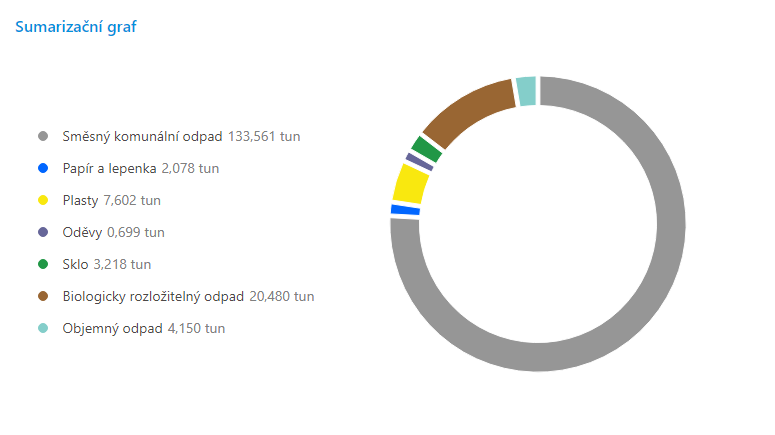 Sumarizační graf
Směsný komunální odpad 133,561 tun
Papír a lepenka 2,078 tun
Plasty 7,602 tun
Oděvy 0,699 tun
Sklo 3,218 tun
Biologicky rozložitelný odpad 20,480 tun
Objemný odpad 4,150 tun